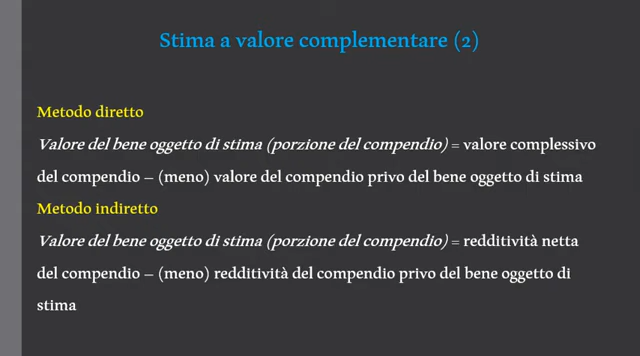 Stima a valore complementare (2)
Metodo diretto
Valore del bene oggetto di stima (porzione del compendio) = valore complessivo
del compendio – (meno) valore del compendio privo del bene oggetto di stima
Metodo indiretto
Valore del bene oggetto di stima (porzione del compendio) = redditività netta
del compendio – (meno) redditività del compendio privo del bene oggetto di
stima